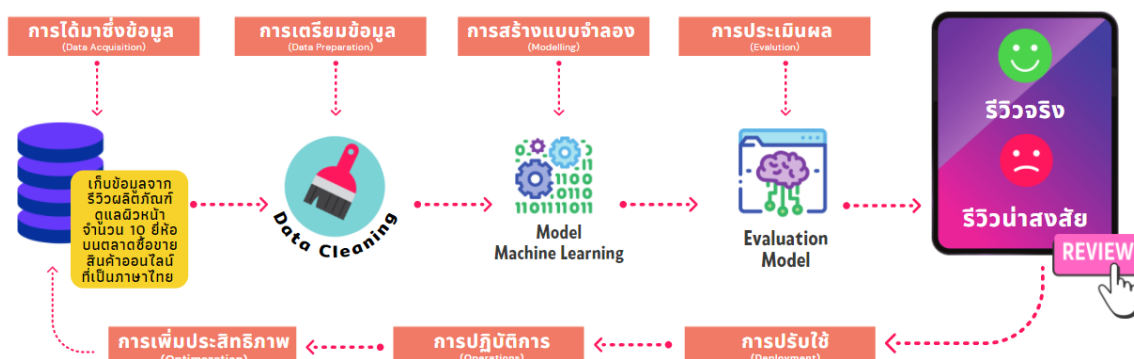 การได้มาซึ่งข้อมูล
(Data Acquisition)
การเตรียมข้อมูล
(Data Preparation)
การสร้างแบบจำลอง
(Modelling)
การประเมินผล
(Evalution)
รีวิวจริง
รีวิวน่าสงสัย
REVIEW
เก็บข้อมูลจาก
รีวิวผลิตภัณฑ์
ดูแลผิวหน้า
จำนวน 10 ยี่ห้อ
บนตลาดซื้อขาย
สินค้าออนไลน์
ที่เป็นภาษาไทย
Data Cleaning
Model
Machine Learning
Evaluation
Model
การเพิ่มประสิทธิภาพ
การปฏิบัติการ
(Operations)
การปรับใช้
(Deployment)